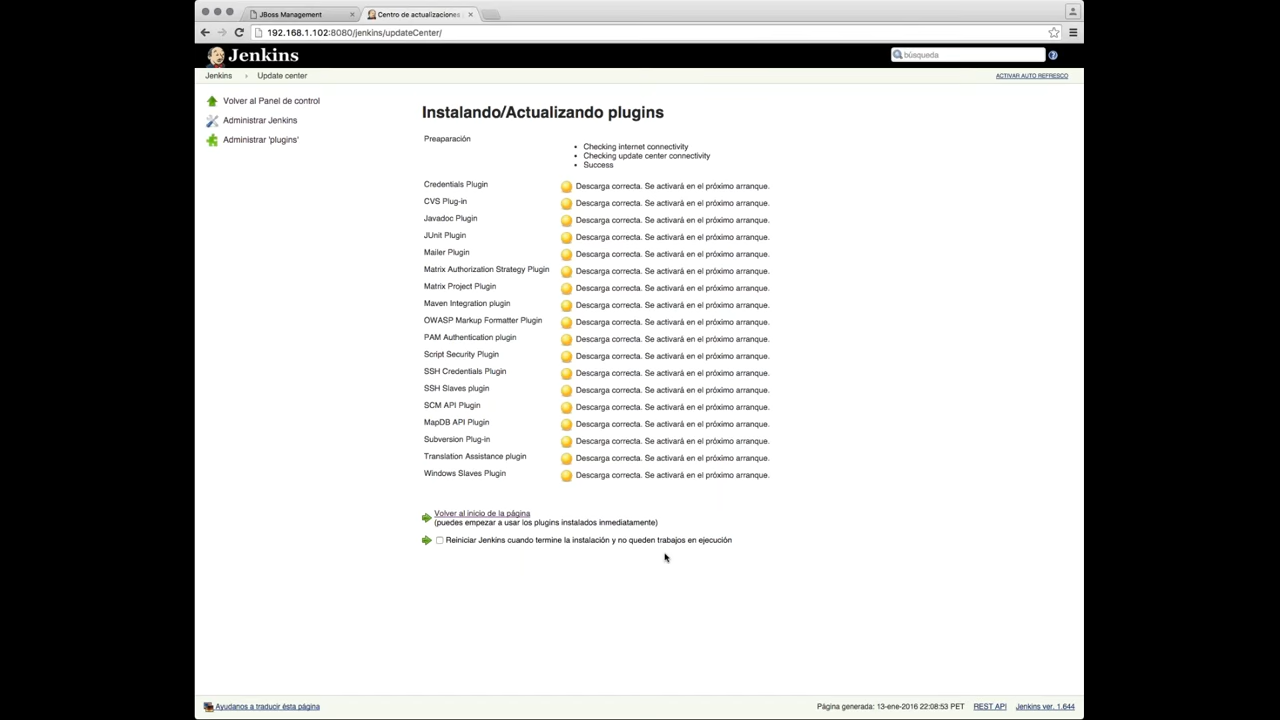 JBoss Management
Centro de actualizaciones
192.168.1.102:8080/jenkins/updateCenter/
Jenkins
búsqueda
Jenkins
Update center
ACTIVAR AUTO REFRESCO
Volver al Panel de control
Administrar Jenkins
Administrar 'plugins'
Instalando/Actualizando plugins
Preaparación
Checking internet connectivity
Checking update center connectivity
Success
Credentials Plugin Descarga correcta. Se activará en el próximo arranque.
CVS Plug-in Descarga correcta. Se activará en el próximo arranque.
Javadoc Plugin Descarga correcta. Se activará en el próximo arranque.
JUnit Plugin Descarga correcta. Se activará en el próximo arranque.
Mailer Plugin Descarga correcta. Se activará en el próximo arranque.
Matrix Authorization Strategy Plugin Descarga correcta. Se activará en el próximo arranque.
Matrix Project Plugin Descarga correcta. Se activará en el próximo arranque.
Maven Integration plugin Descarga correcta. Se activará en el próximo arranque.
OWASP Markup Formatter Plugin Descarga correcta. Se activará en el próximo arranque.
PAM Authentication plugin Descarga correcta. Se activará en el próximo arranque.
Script Security Plugin Descarga correcta. Se activará en el próximo arranque.
SSH Credentials Plugin Descarga correcta. Se activará en el próximo arranque.
SSH Slaves plugin Descarga correcta. Se activará en el próximo arranque.
SCM API Plugin Descarga correcta. Se activará en el próximo arranque.
MapDB API Plugin Descarga correcta. Se activará en el próximo arranque.
Subversion Plug-in Descarga correcta. Se activará en el próximo arranque.
Translation Assistance plugin Descarga correcta. Se activará en el próximo arranque.
Windows Slaves Plugin Descarga correcta. Se activará en el próximo arranque.
Volver al inicio de la página
(puedes empezar a usar los plugins instalados inmediatamente)
Reiniciar Jenkins cuando termine la instalación y no queden trabajos en ejecución
Ayudanos a traducir ésta página
Página generada: 13-ene-2016 22:08:53 PET
REST API
Jenkins ver. 1.644